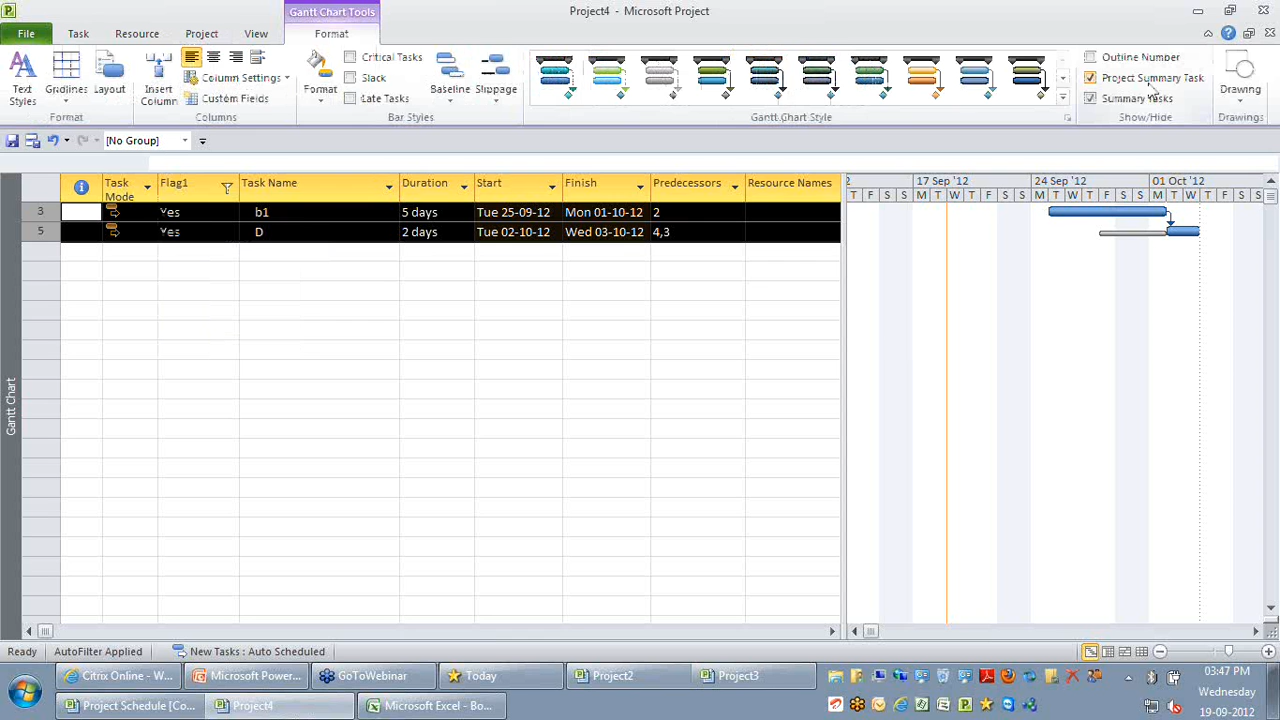 Gantt Chart Tools
Project4 - Microsoft Project
File Task Resource Project View Format
Text Styles
Gridlines
Layout
Format
Insert Column
Column Settings
Custom Fields
Columns
Format
Critical Tasks
Slack
Late Tasks
Bar Styles
Baseline
Slippage
Gantt Chart Style
Outline Number
Project Summary Task
Summary Tasks
Show/Hide
Drawing
Drawings
[No Group]
Task Mode Flag1 Task Name Duration Start Finish Predecessors Resource Names
3 Yes b1 5 days Tue 25-09-12 Mon 01-10-12 2
5 Yes D 2 days Tue 02-10-12 Wed 03-10-12 4,3
2 17 Sep '12 24 Sep '12 01 Oct '12
T F S S M T W T F S S M T W T F S S M T W T F S
Gantt Chart
Ready AutoFilter Applied New Tasks : Auto Scheduled
Citrix Online - W... Microsoft Powe... GoToWebinar Today Project2 Project3
Project Schedule [Co... Project4 Microsoft Excel - Bo...
03:47 PM
Wednesday
19-09-2012